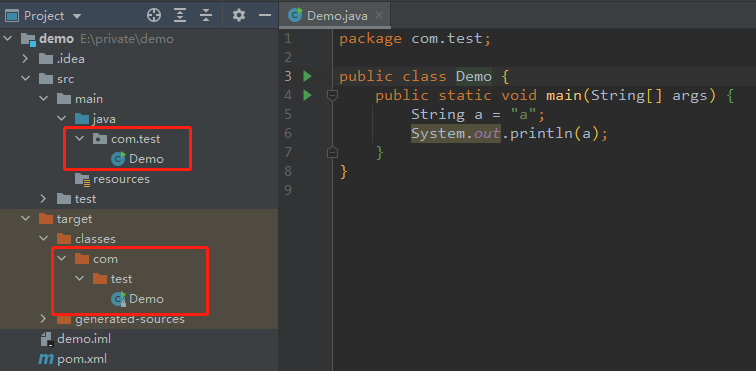 Project
demo E:\private\demo
.idea
src
main
java
com.test
Demo
resources
test
target
classes
com
test
Demo
generated-sources
demo.iml
pom.xml
Demo.java
1 package com.test;
2
3 public class Demo {
4 public static void main(String[] args) {
5 String a = "a";
6 System.out.println(a);
7 }
8 }
9